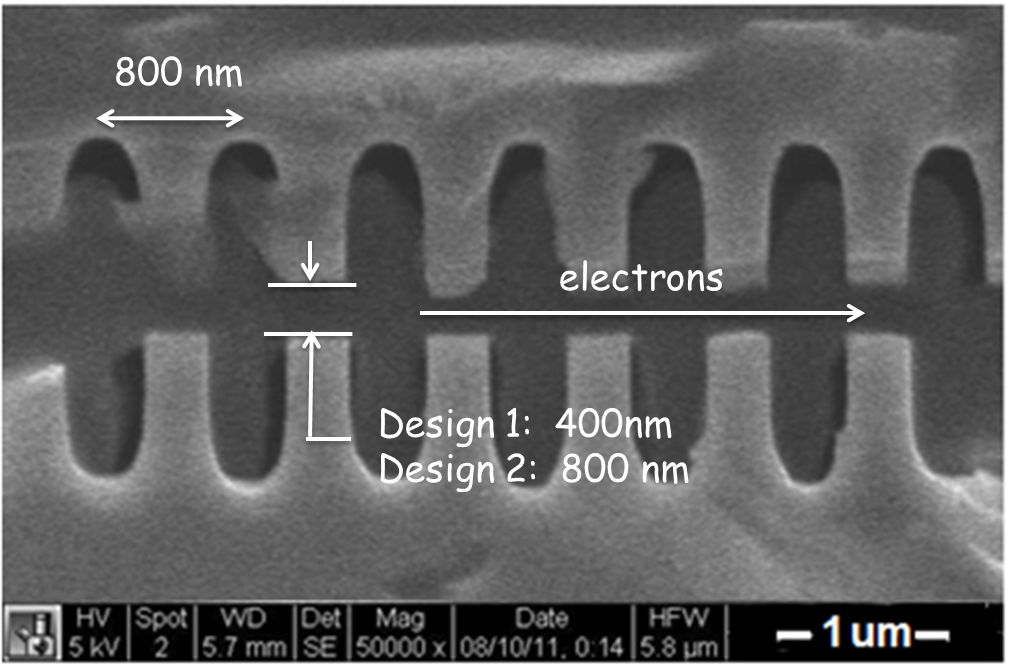 800 nm
electrons
Design 1: 400nm
Design 2: 800 nm
HV Spot WD Det Mag Date HFW
5 kV 2 5.7 mm SE 50000 x 08/10/11, 0:14 5.8 µm
1 um